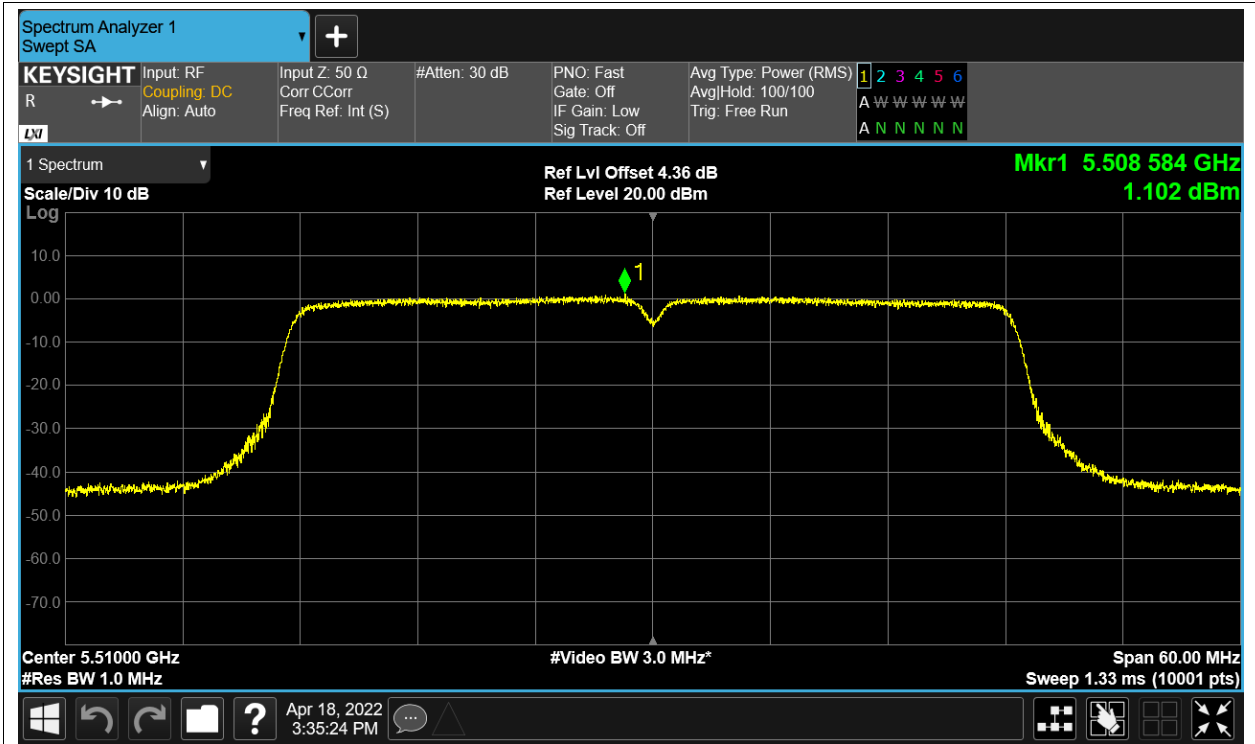 Spectrum Analyzer 1
Swept SA
KEYSIGHT
R
LXI
Input: RF
Coupling: DC
Align: Auto
Input Z: 50 Ω
Corr CCorr
Freq Ref: Int (S)
#Atten: 30 dB
PNO: Fast
Gate: Off
IF Gain: Low
Sig Track: Off
Avg Type: Power (RMS)
Avg|Hold: 100/100
Trig: Free Run
1 2 3 4 5 6
A W W W W W
A N N N N N
1 Spectrum
Scale/Div 10 dB
Log
Ref Lvl Offset 4.36 dB
Ref Level 20.00 dBm
Mkr1 5.508 584 GHz
1.102 dBm
1
10.0
0.00
-10.0
-20.0
-30.0
-40.0
-50.0
-60.0
-70.0
Center 5.51000 GHz
#Res BW 1.0 MHz
#Video BW 3.0 MHz*
Span 60.00 MHz
Sweep 1.33 ms (10001 pts)
?
Apr 18, 2022
3:35:24 PM